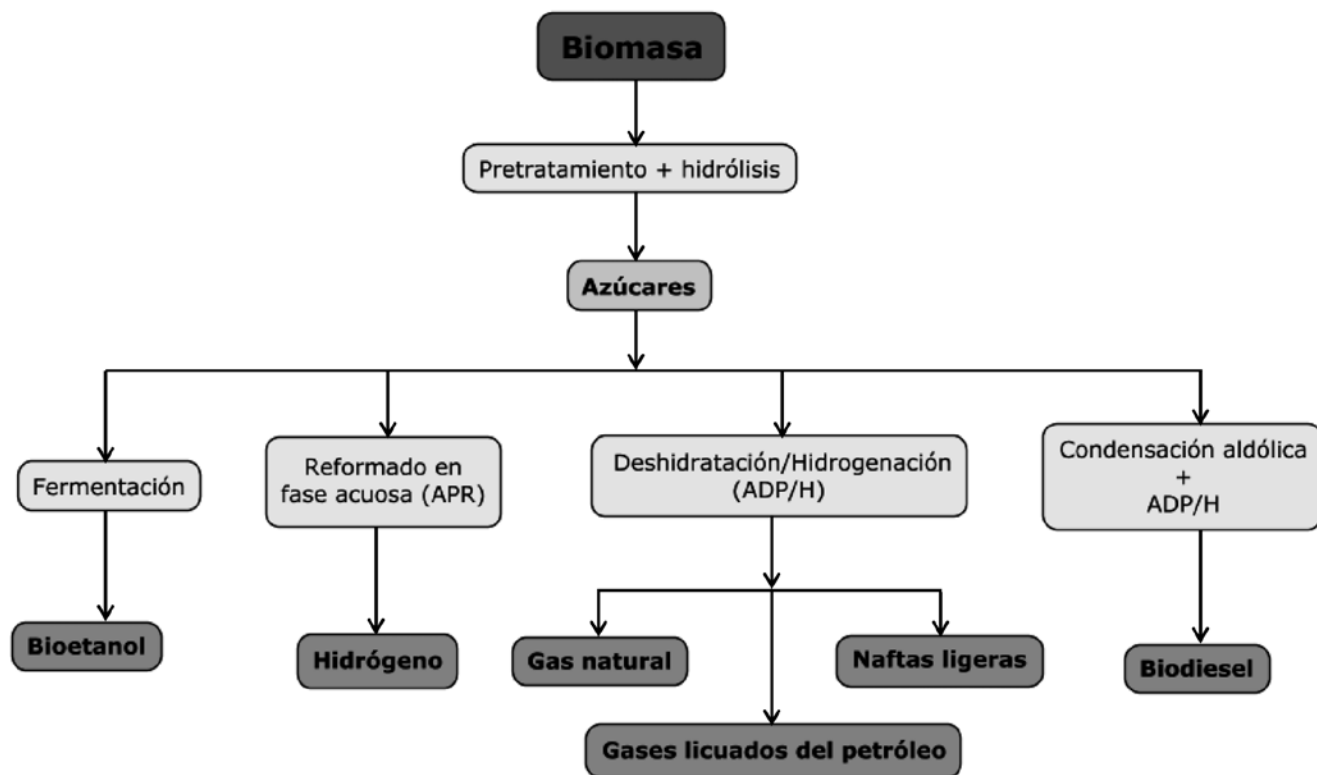 Biomasa
Pretratamiento + hidrólisis
Azúcares
Fermentación
Reformado en
fase acuosa (APR)
Deshidratación/Hidrogenación
(ADP/H)
Condensación aldólica
+
ADP/H
Bioetanol
Hidrógeno
Gas natural
Naftas ligeras
Biodiesel
Gases licuados del petróleo